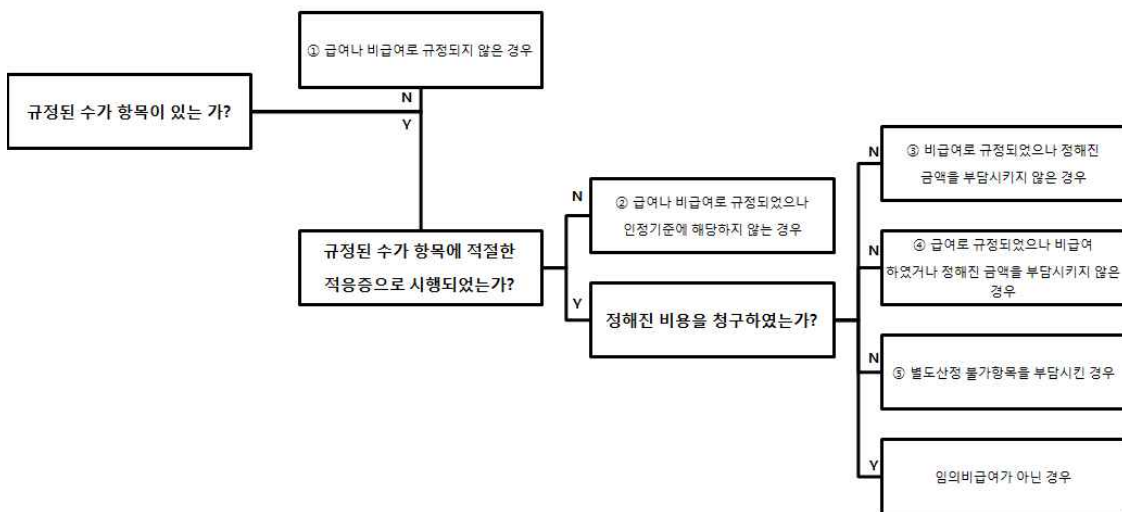 ① 급여나 비급여로 규정되지 않은 경우
규정된 수가 항목이 있는 가?
N
Y
N
③ 비급여로 규정되었으나 정해진
금액을 부담시키지 않은 경우
N
② 급여나 비급여로 규정되었으나
인정기준에 해당하지 않는 경우
규정된 수가 항목에 적절한
적응증으로 시행되었는가?
N
④ 급여로 규정되었으나 비급여
하였거나 정해진 금액을 부담시키지 않은
경우
Y
정해진 비용을 청구하였는가?
N
⑤ 별도산정 불가항목을 부담시킨 경우
Y
임의비급여가 아닌 경우